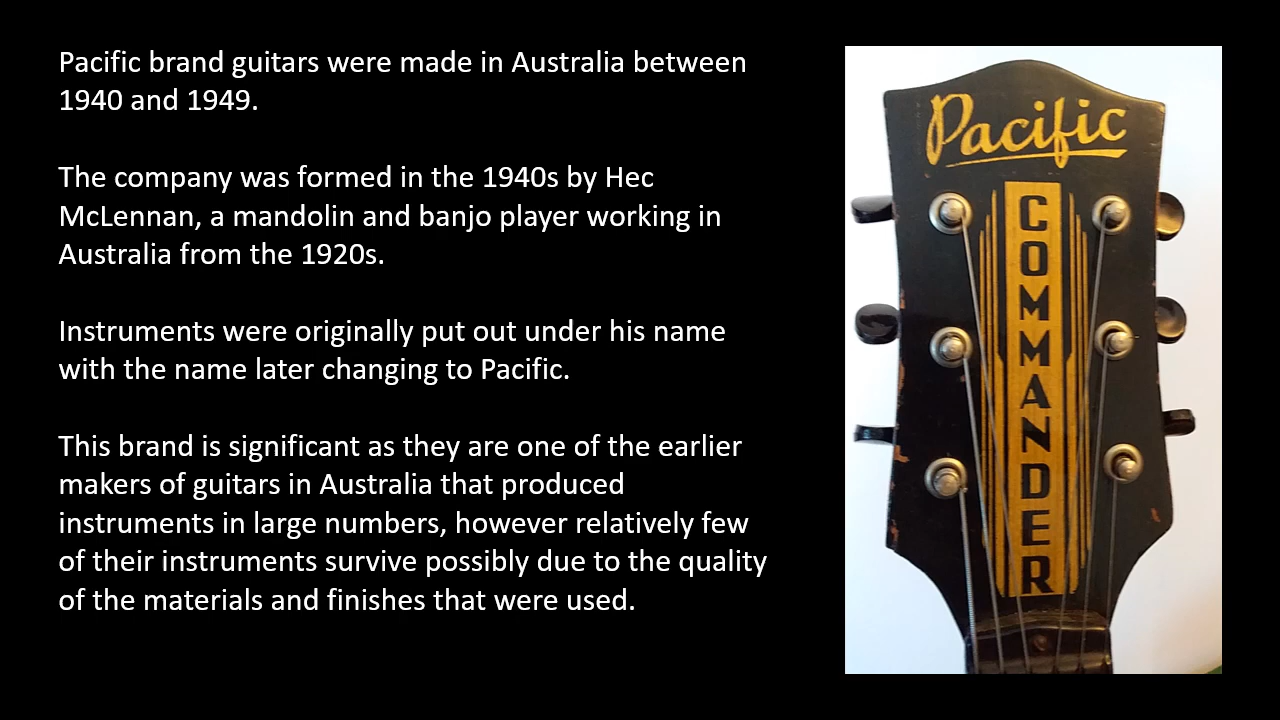 Pacific brand guitars were made in Australia between
1940 and 1949.
The company was formed in the 1940s by Hec
McLennan, a mandolin and banjo player working in
Australia from the 1920s.
Instruments were originally put out under his name
with the name later changing to Pacific.
This brand is significant as they are one of the earlier
makers of guitars in Australia that produced
instruments in large numbers, however relatively few
of their instruments survive possibly due to the quality
of the materials and finishes that were used.
Pacific
COMMANDER